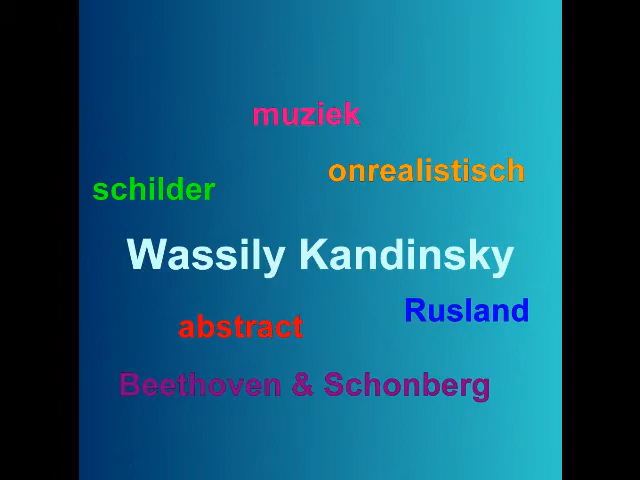 muziek
onrealistisch
schilder
Wassily Kandinsky
Rusland
abstract
Beethoven & Schonberg